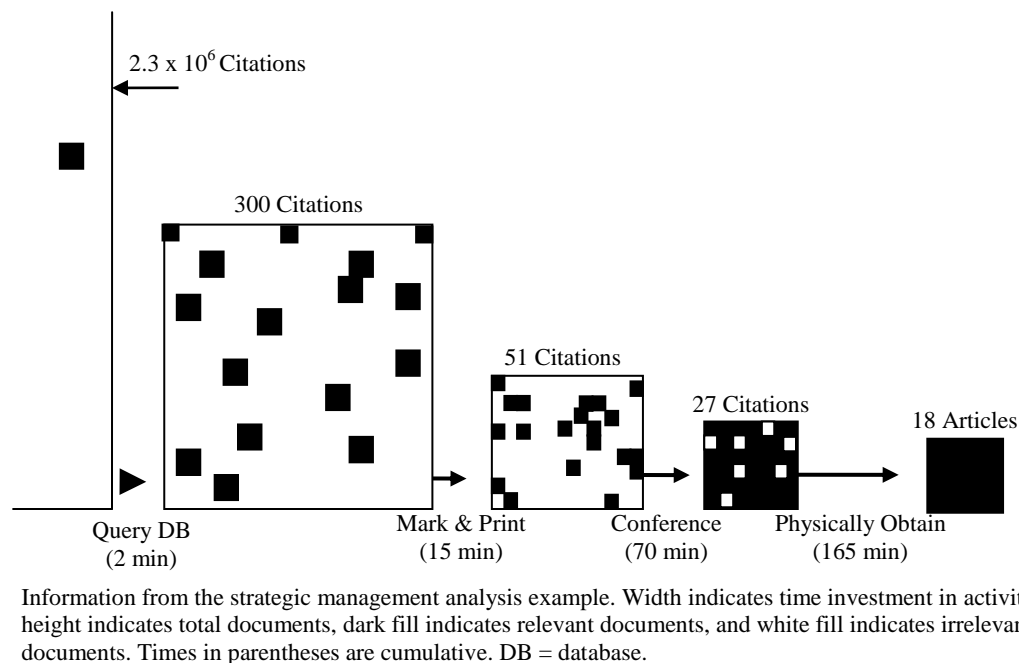 2.3 x 10⁶ Citations
300 Citations
51 Citations
27 Citations
18 Articles
Query DB
(2 min)
Mark & Print
(15 min)
Conference
(70 min)
Physically Obtain
(165 min)
Information from the strategic management analysis example. Width indicates time investment in
height indicates total documents, dark fill indicates relevant documents, and white fill indicates
documents. Times in parentheses are cumulative. DB = database.